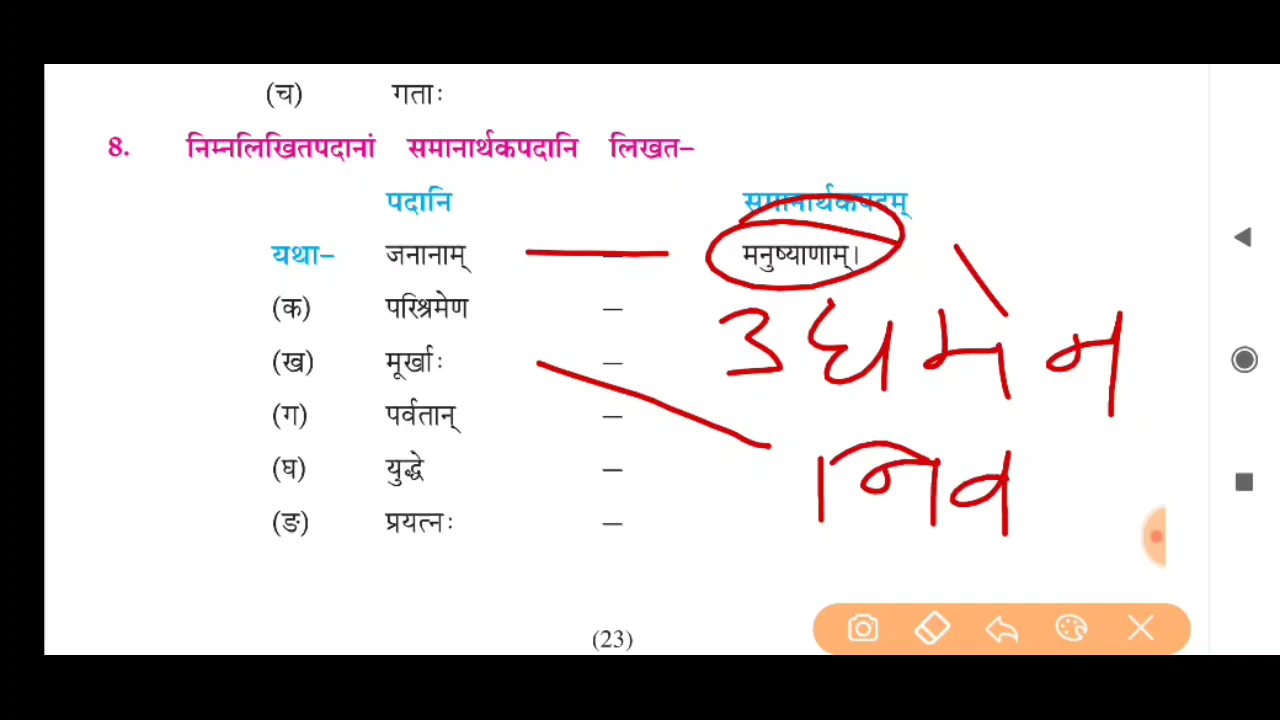 (च) गताः
8. निम्नलिखितपदानां समानार्थकपदानि लिखत–
पदानि समानार्थकपदम्
यथा– जनानाम् – मनुष्याणाम्।
(क) परिश्रमेण – उधमेन
(ख) मूर्खाः –
(ग) पर्वतान् – निव
(घ) युद्धे –
(ङ) प्रयत्नः –
(23)